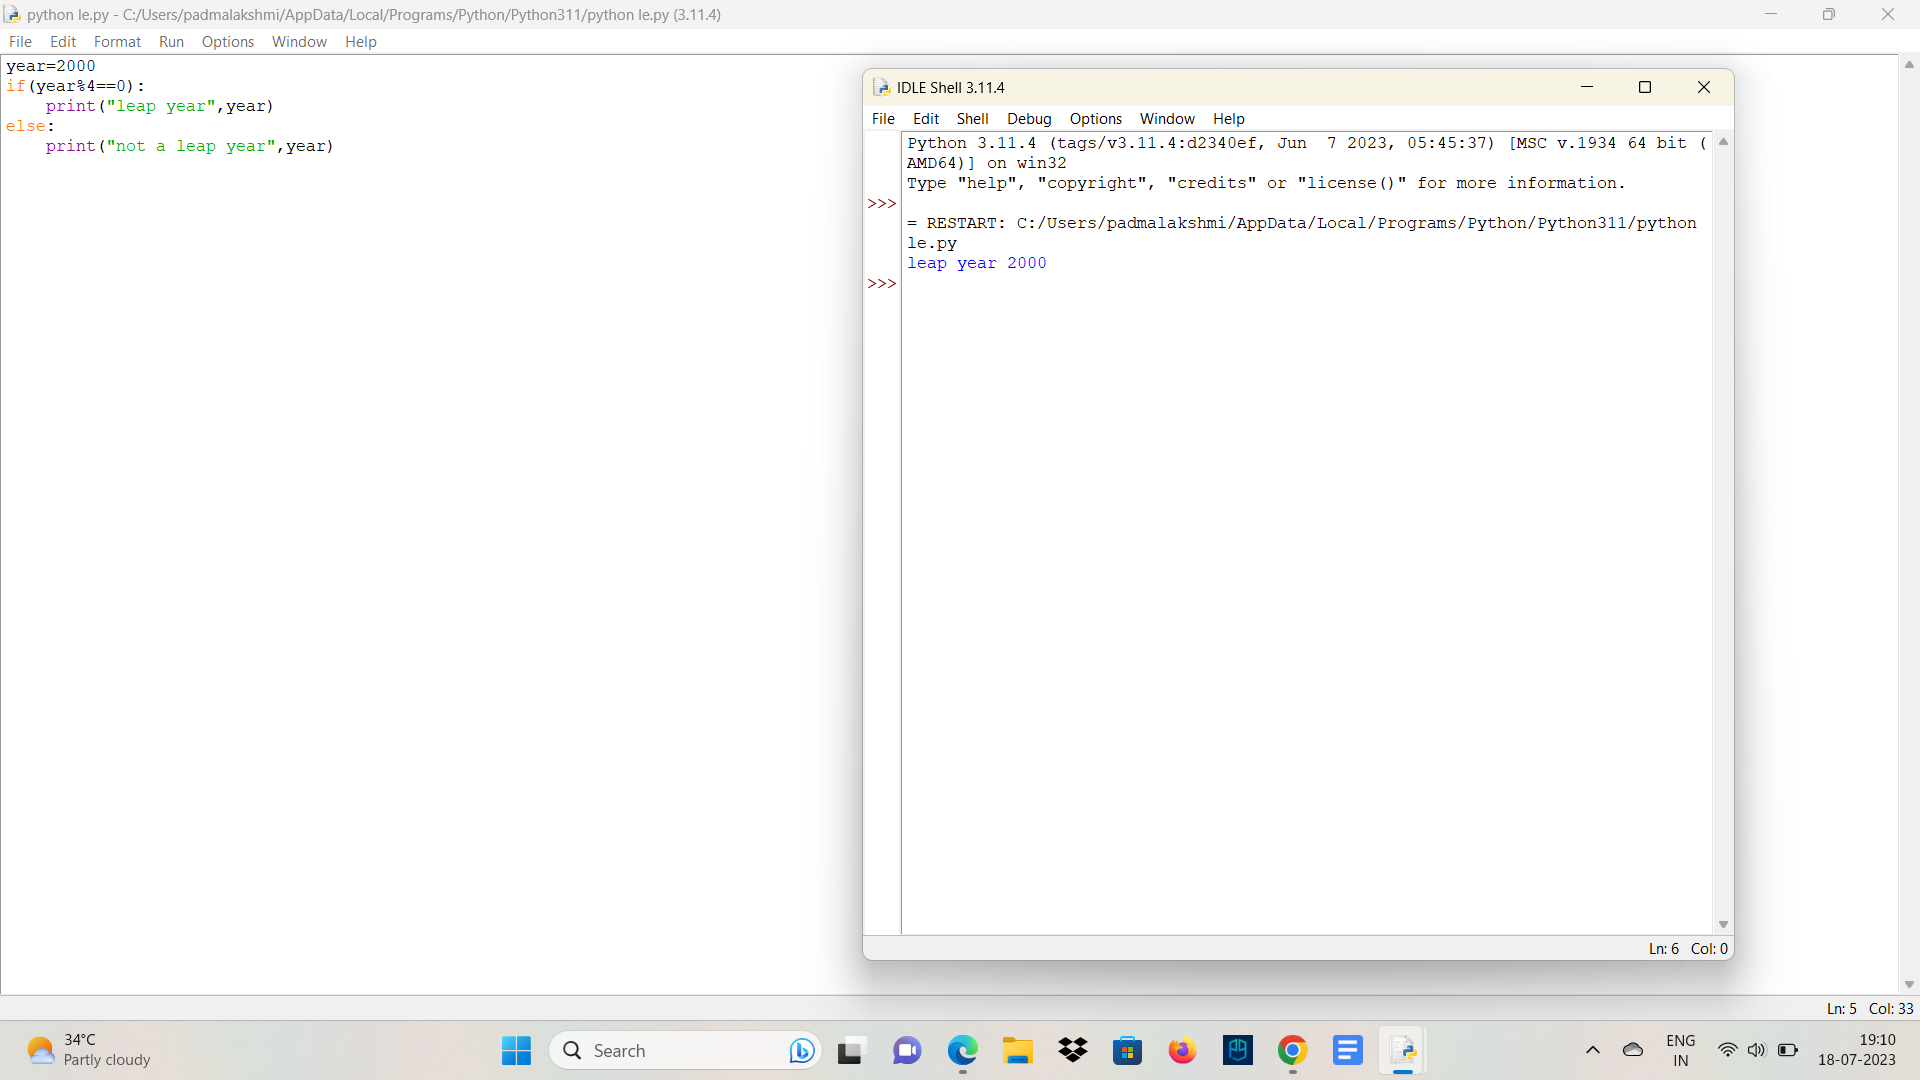 python le.py - C:/Users/padmalakshmi/AppData/Local/Programs/Python/Python311/python le.py (3.11.4)
File Edit Format Run Options Window Help
year=2000
if(year%4==0):
    print("leap year",year)
else:
    print("not a leap year",year)
IDLE Shell 3.11.4
File Edit Shell Debug Options Window Help
Python 3.11.4 (tags/v3.11.4:d2340ef, Jun  7 2023, 05:45:37) [MSC v.1934 64 bit (
AMD64)] on win32
Type "help", "copyright", "credits" or "license()" for more information.
>>>
= RESTART: C:/Users/padmalakshmi/AppData/Local/Programs/Python/Python311/python
le.py
leap year 2000
>>>
Ln: 6 Col: 0
Ln: 5 Col: 33
34°C
Partly cloudy
Search
ENG
IN
19:10
18-07-2023